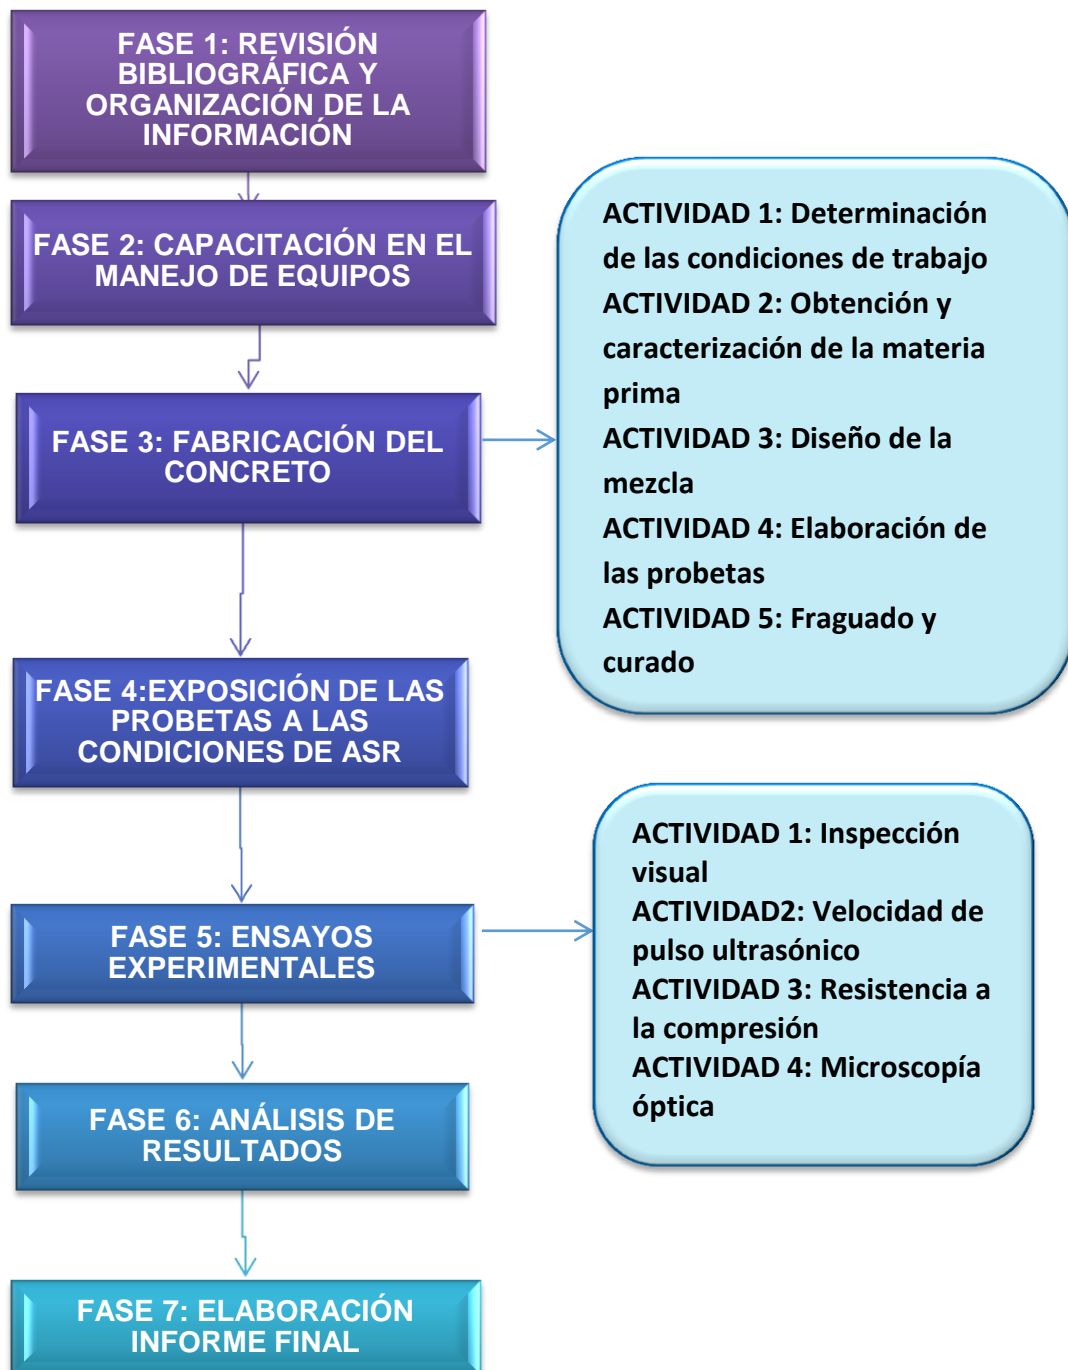 FASE 1: REVISIÓN
BIBLIOGRÁFICA Y
ORGANIZACIÓN DE LA
INFORMACIÓN
FASE 2: CAPACITACIÓN EN EL
MANEJO DE EQUIPOS
FASE 3: FABRICACIÓN DEL
CONCRETO
ACTIVIDAD 1: Determinación
de las condiciones de trabajo
ACTIVIDAD 2: Obtención y
caracterización de la materia
prima
ACTIVIDAD 3: Diseño de la
mezcla
ACTIVIDAD 4: Elaboración de
las probetas
ACTIVIDAD 5: Fraguado y
curado
FASE 4:EXPOSICIÓN DE LAS
PROBETAS A LAS
CONDICIONES DE ASR
FASE 5: ENSAYOS
EXPERIMENTALES
ACTIVIDAD 1: Inspección
visual
ACTIVIDAD2: Velocidad de
pulso ultrasónico
ACTIVIDAD 3: Resistencia a
la compresión
ACTIVIDAD 4: Microscopía
óptica
FASE 6: ANÁLISIS DE
RESULTADOS
FASE 7: ELABORACIÓN
INFORME FINAL